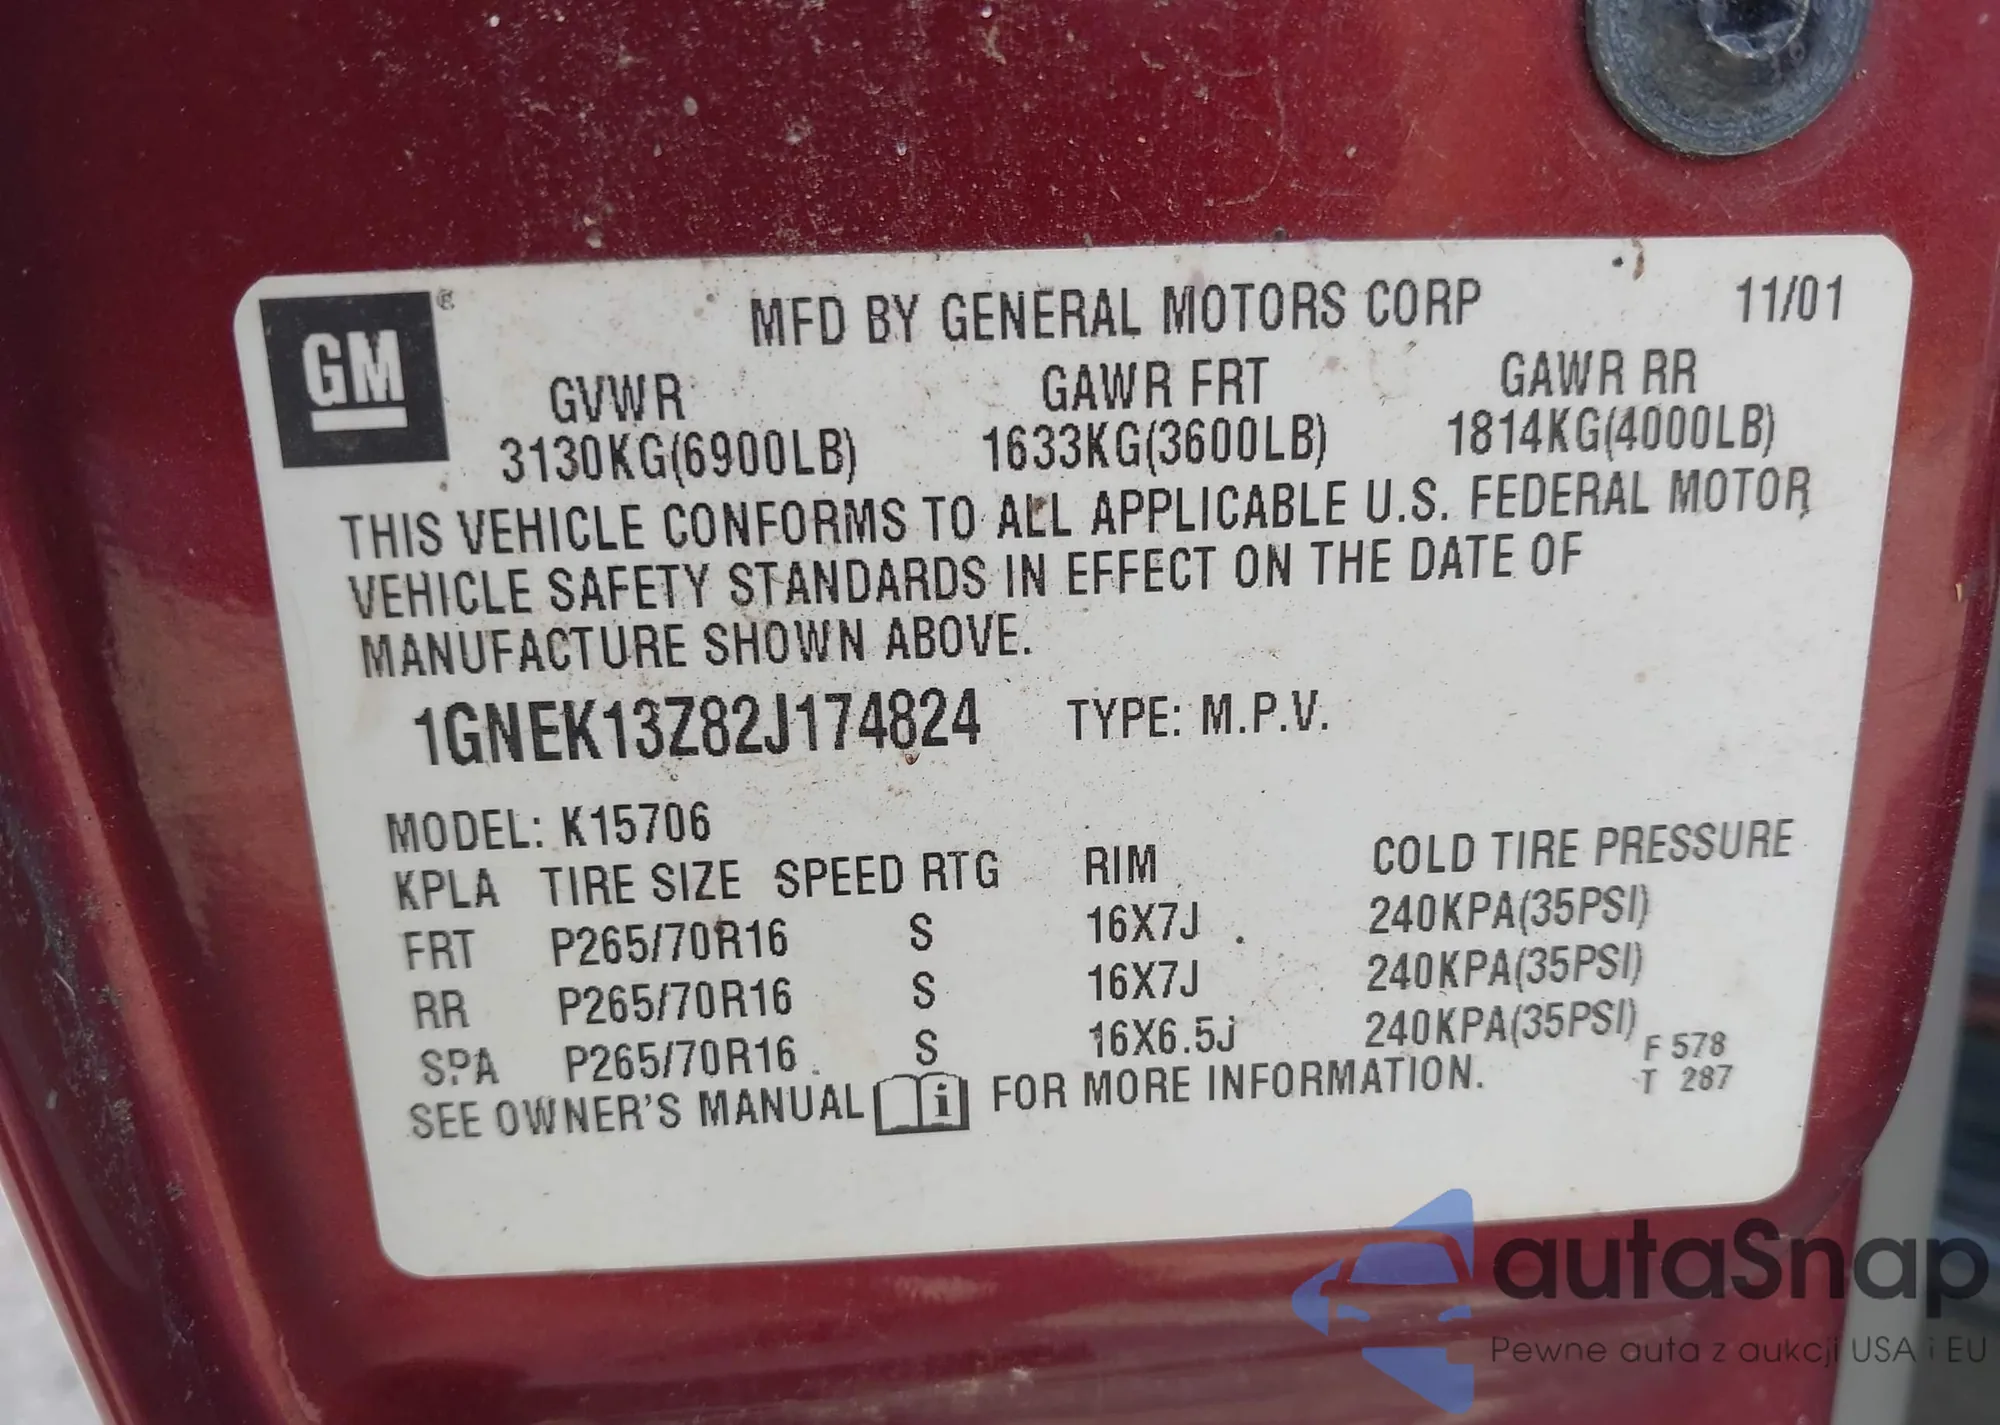 GM ®
MFD BY GENERAL MOTORS CORP 11/01
GVWR GAWR FRT GAWR RR
3130KG(6900LB) 1633KG(3600LB) 1814KG(4000LB)
THIS VEHICLE CONFORMS TO ALL APPLICABLE U.S. FEDERAL MOTOR
VEHICLE SAFETY STANDARDS IN EFFECT ON THE DATE OF
MANUFACTURE SHOWN ABOVE.
1GNEK13Z82J174824 TYPE: M.P.V.
MODEL: K15706
KPLA TIRE SIZE SPEED RTG RIM COLD TIRE PRESSURE
FRT P265/70R16 S 16X7J 240KPA(35PSI)
RR P265/70R16 S 16X7J 240KPA(35PSI)
SPA P265/70R16 S 16X6.5J 240KPA(35PSI)
F 578
T 287
SEE OWNER'S MANUAL i FOR MORE INFORMATION.
autaSnap
Pewne auta z aukcji USA i EU